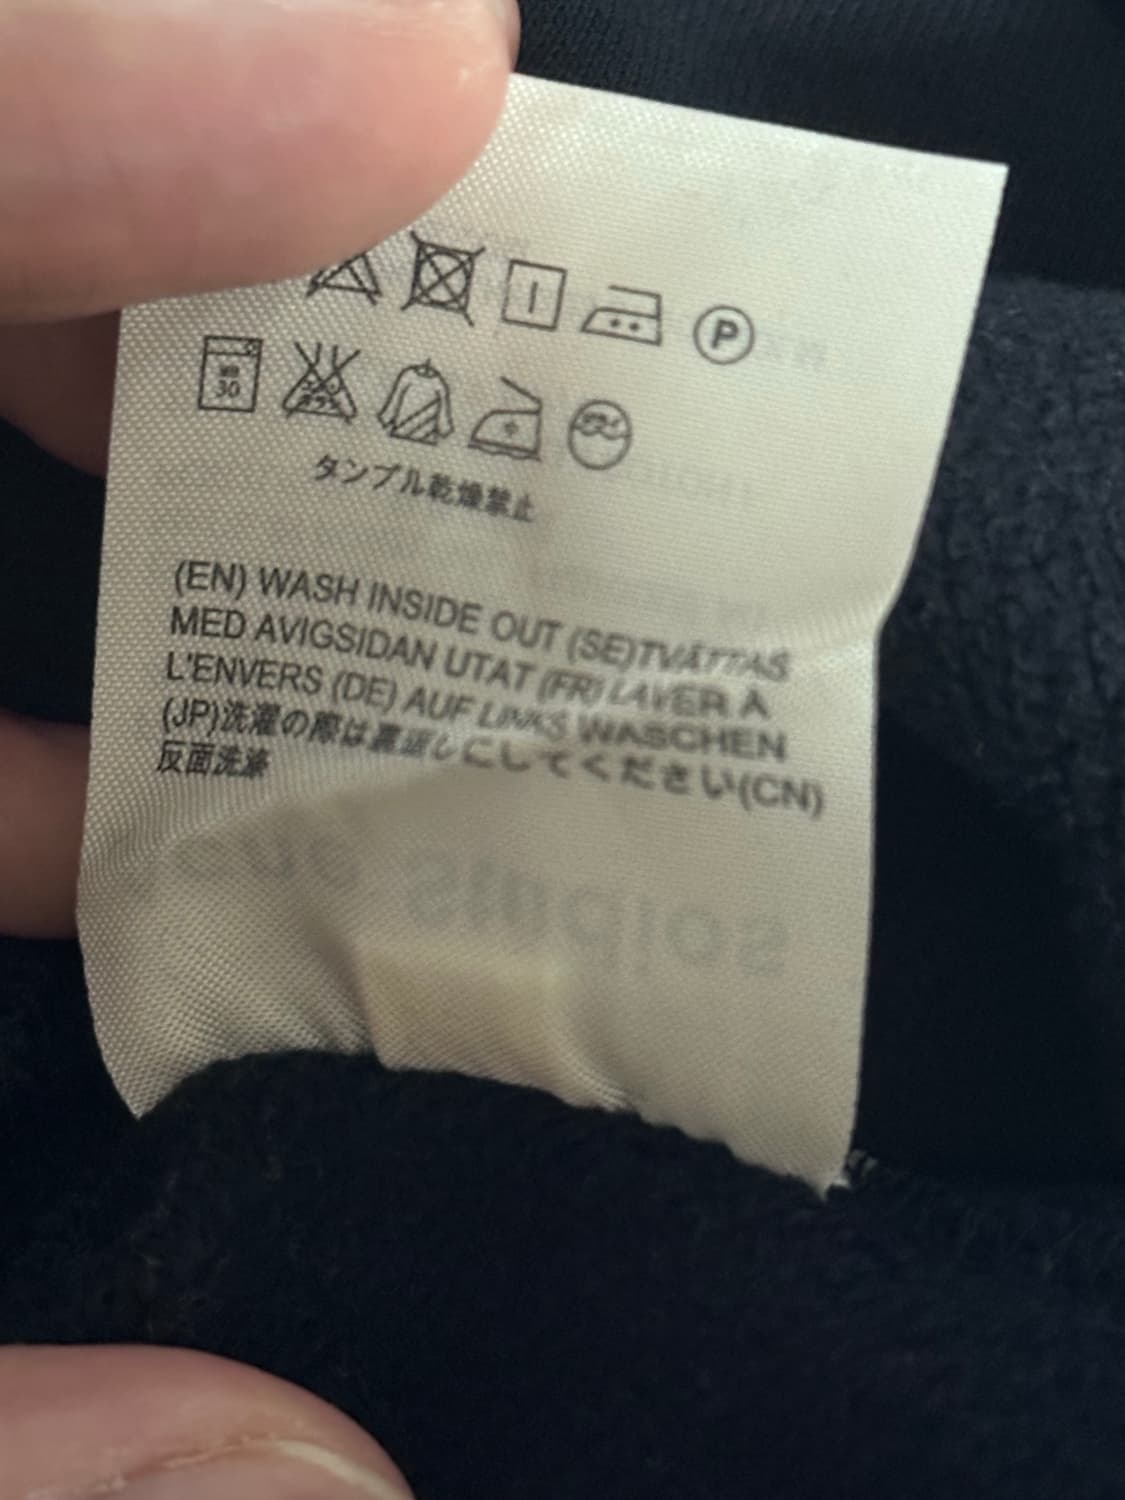 P
30
タンブル乾燥禁止
(EN) WASH INSIDE OUT (SE)TVÄTTAS
MED AVIGSIDAN UTÅT (FR) LAVER À
L'ENVERS (DE) AUF LINKS WASCHEN
(JP)洗濯の際は裏返しにしてください(CN)
反面洗涤